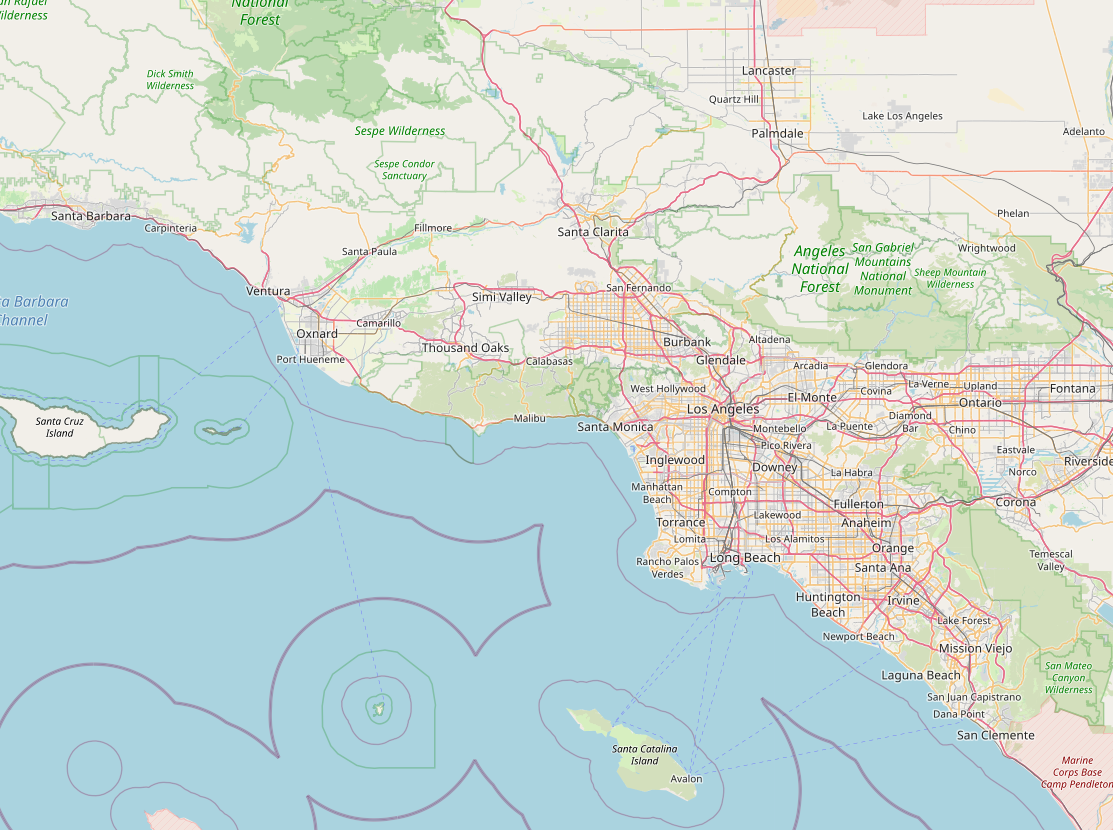 National
Forest
Wilderness
Dick Smith
Wilderness
Lancaster
Quartz Hill
Lake Los Angeles
Sespe Wilderness
Palmdale
Adelanto
Sespe Condor
Sanctuary
Santa Barbara
Carpinteria
Fillmore
Santa Clarita
Phelan
Santa Paula
Angeles
National
Forest
San Gabriel
Mountains
National
Monument
Wrightwood
Sheep Mountain
Wilderness
Ventura
Simi Valley
San Fernando
Barbara
Channel
Oxnard
Camarillo
Thousand Oaks
Burbank
Altadena
Port Hueneme
Calabasas
Glendale
Arcadia
Glendora
West Hollywood
La Verne
Upland
Fontana
Covina
El Monte
Ontario
Santa Cruz
Island
Malibu
Santa Monica
Los Angeles
Montebello
La Puente
Diamond
Bar
Chino
Pico Rivera
Eastvale
Inglewood
Downey
La Habra
Norco
Riverside
Manhattan
Beach
Compton
Fullerton
Corona
Torrance
Lakewood
Anaheim
Lomita
Los Alamitos
Orange
Rancho Palos
Verdes
Long Beach
Santa Ana
Temescal
Valley
Huntington
Beach
Irvine
Newport Beach
Lake Forest
Mission Viejo
Laguna Beach
San Mateo
Canyon
Wilderness
San Juan Capistrano
Dana Point
San Clemente
Santa Catalina
Island
Avalon
Marine
Corps Base
Camp Pendleton